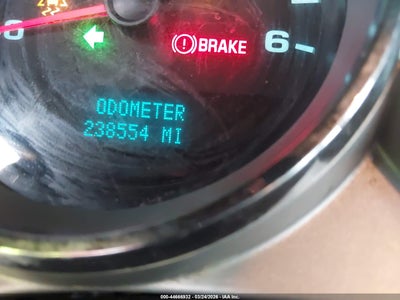 0
BRAKE
6
ODOMETER
238554 MI
000-44668932 - 03/24/2026 - IAA Inc.